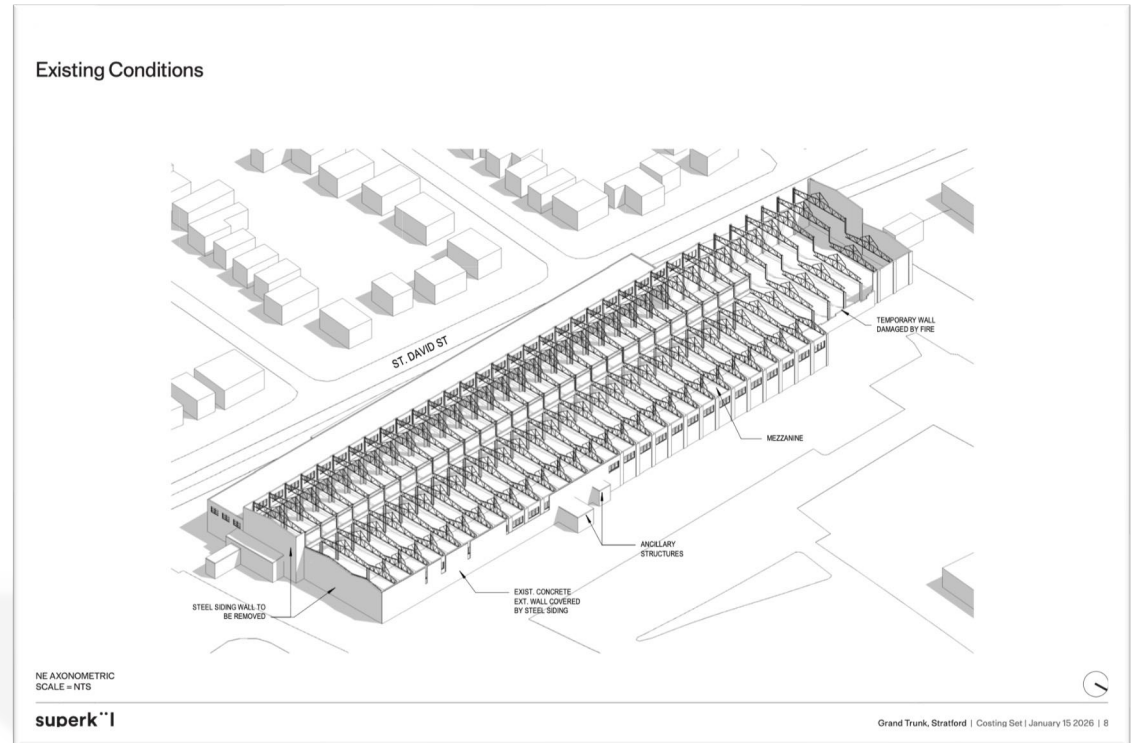 Existing Conditions
ST. DAVID ST
TEMPORARY WALL
DAMAGED BY FIRE
MEZZANINE
ANCILLARY
STRUCTURES
EXIST. CONCRETE
EXT. WALL COVERED
BY STEEL SIDING
STEEL SIDING WALL TO
BE REMOVED
NE AXONOMETRIC
SCALE = NTS
superk¨l
Grand Trunk, Stratford | Costing Set | January 15 2026 | 8